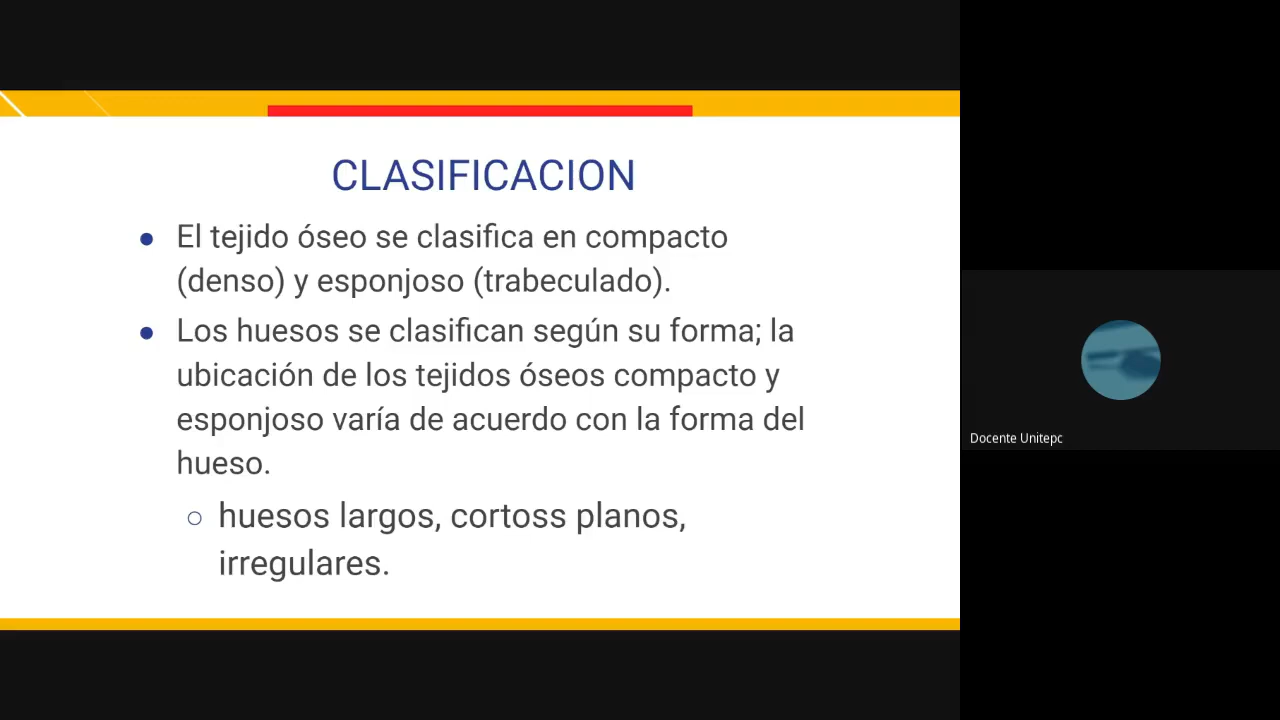 CLASIFICACION
● El tejido óseo se clasifica en compacto
(denso) y esponjoso (trabeculado).
● Los huesos se clasifican según su forma; la
ubicación de los tejidos óseos compacto y
esponjoso varía de acuerdo con la forma del
hueso.
○ huesos largos, cortoss planos,
irregulares.
Docente Unitepc